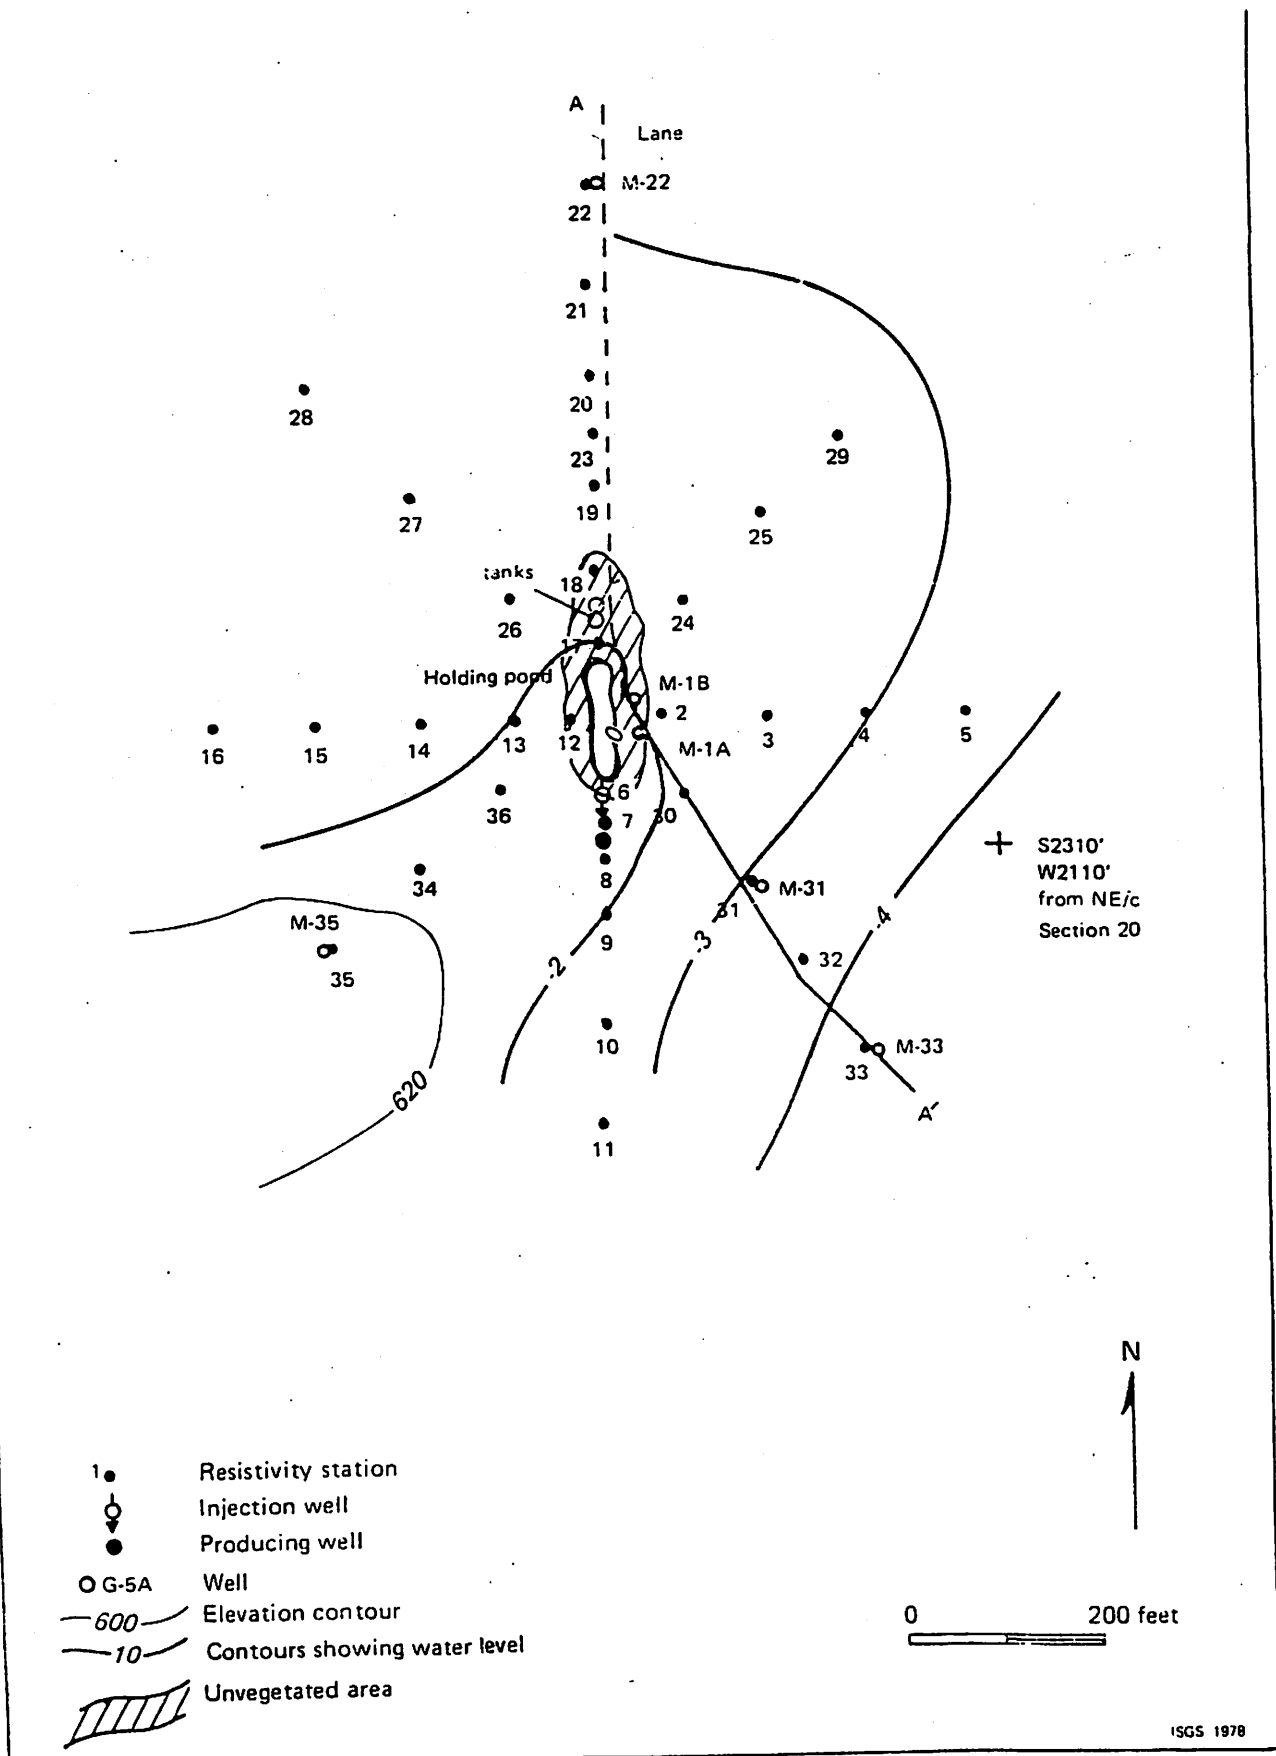 A
Lane
M-22
22
21
28
20
23
29
27
19
25
tanks
18
26
24
17
Holding pond
M-1B
2
16
15
14
13
12
M-1A
3
4
5
36
6
7
30
S2310'
W2110'
from NE/c
Section 20
34
8
M-31
31
M-35
9
-2
-3
-4
35
32
10
M-33
33
620
A'
11
N
1 Resistivity station
Injection well
Producing well
G-5A Well
600 Elevation contour
10 Contours showing water level
Unvegetated area
0 200 feet
ISGS 1978